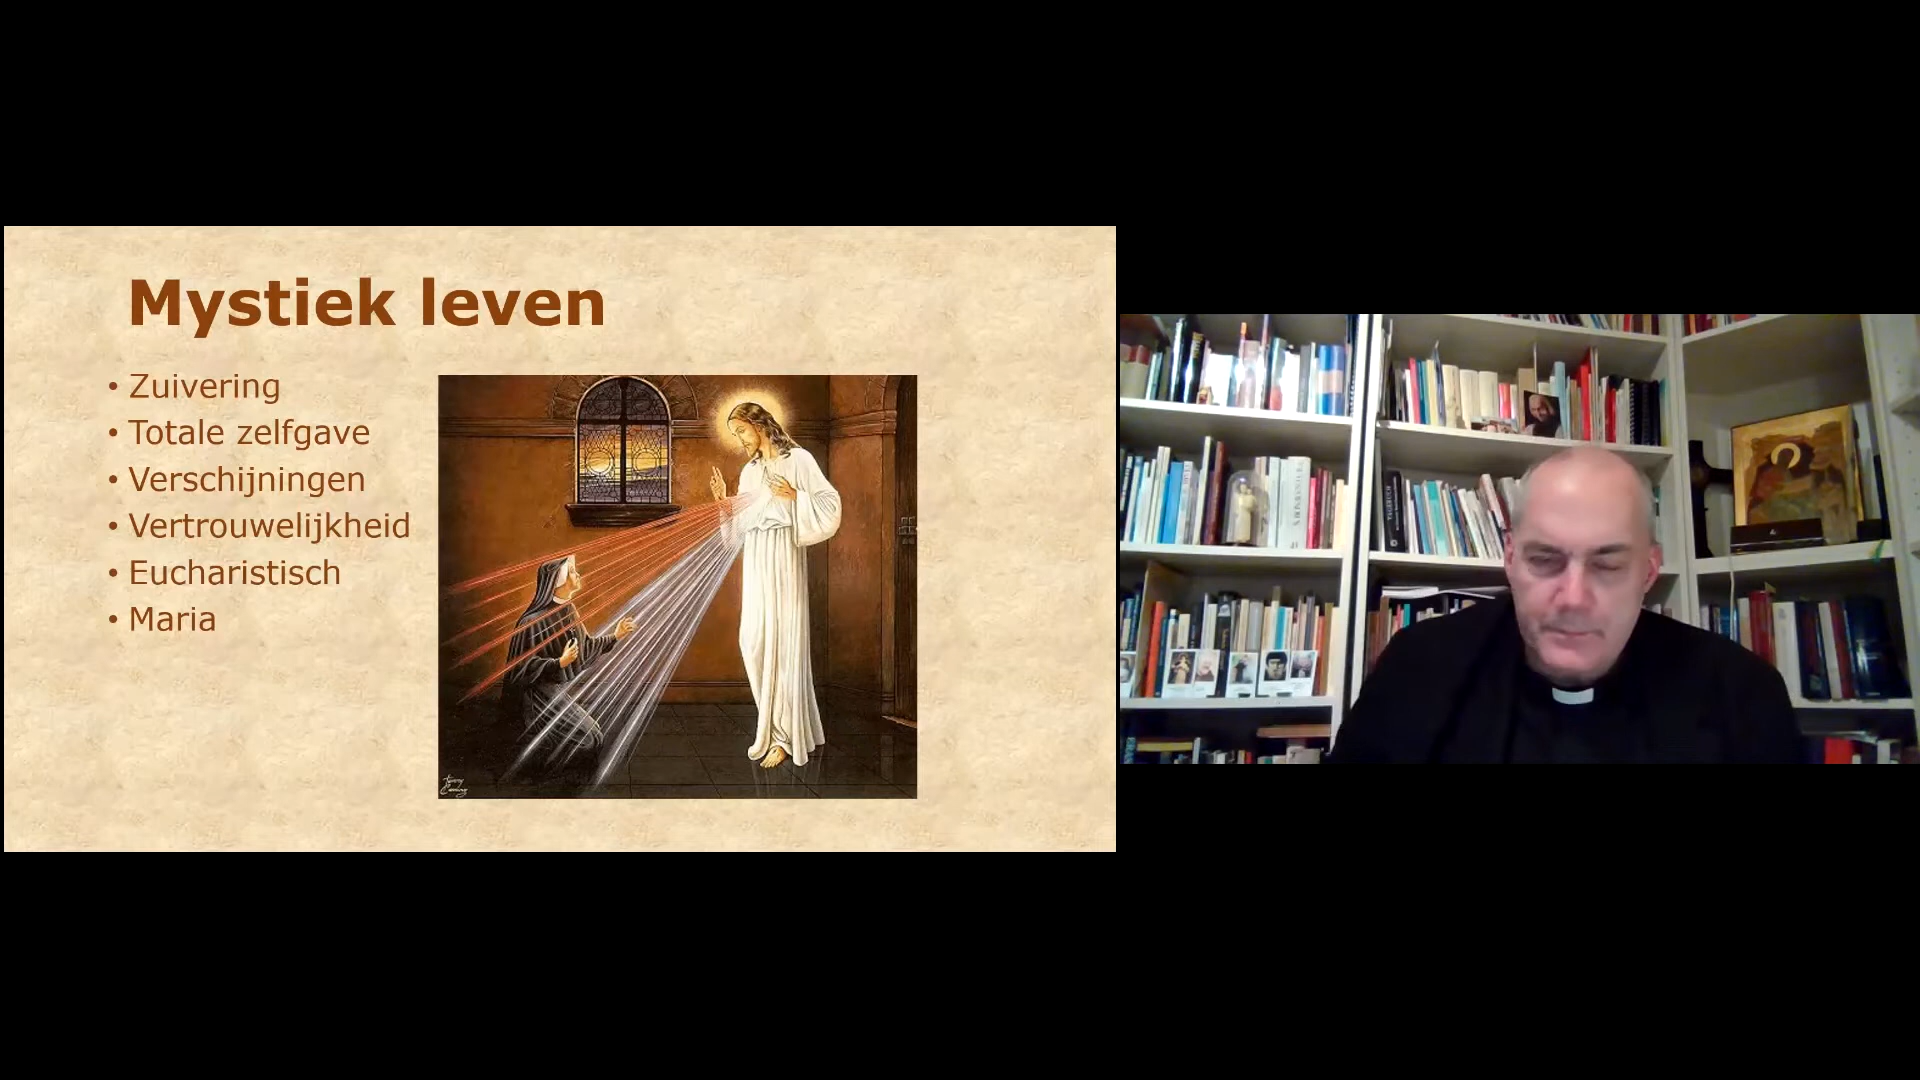 Mystiek leven
• Zuivering
• Totale zelfgave
• Verschijningen
• Vertrouwelijkheid
• Eucharistisch
• Maria